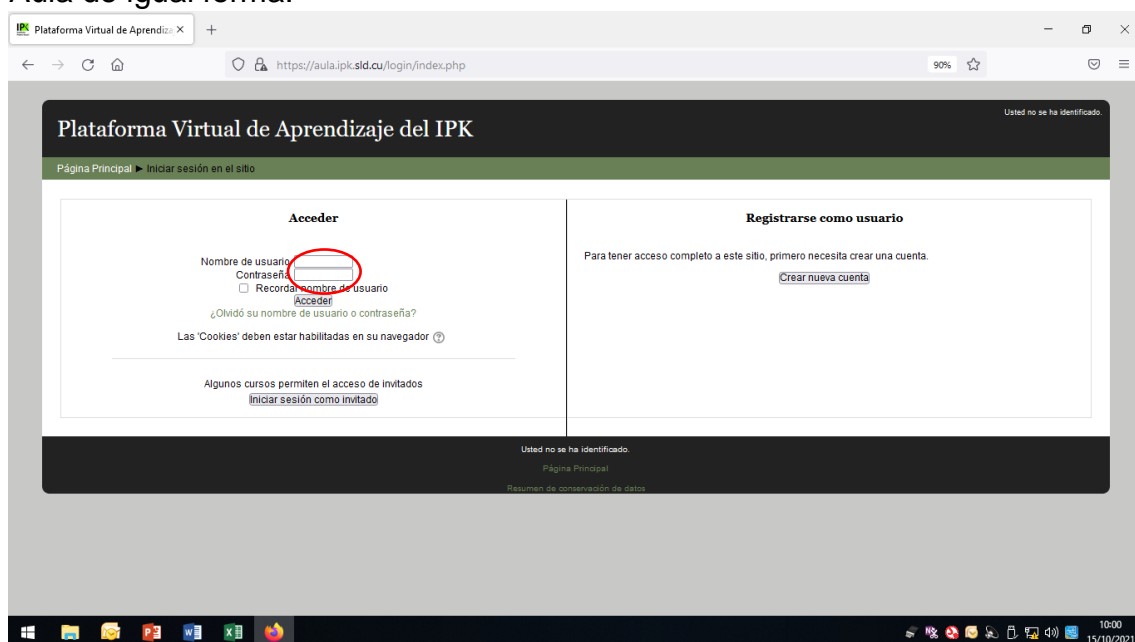 Plataforma Virtual de Aprendiza
https://aula.ipk.sld.cu/login/index.php
90%
Usted no se ha identificado.
Plataforma Virtual de Aprendizaje del IPK
Página Principal ► Iniciar sesión en el sitio
Acceder
Nombre de usuario
Contraseña
Recordar nombre de usuario
Acceder
¿Olvidó su nombre de usuario o contraseña?
Las 'Cookies' deben estar habilitadas en su navegador
Algunos cursos permiten el acceso de invitados
Iniciar sesión como invitado
Registrarse como usuario
Para tener acceso completo a este sitio, primero necesita crear una cuenta.
Crear nueva cuenta
Usted no se ha identificado.
Página Principal
Resumen de conservación de datos
10:00
15/10/2021